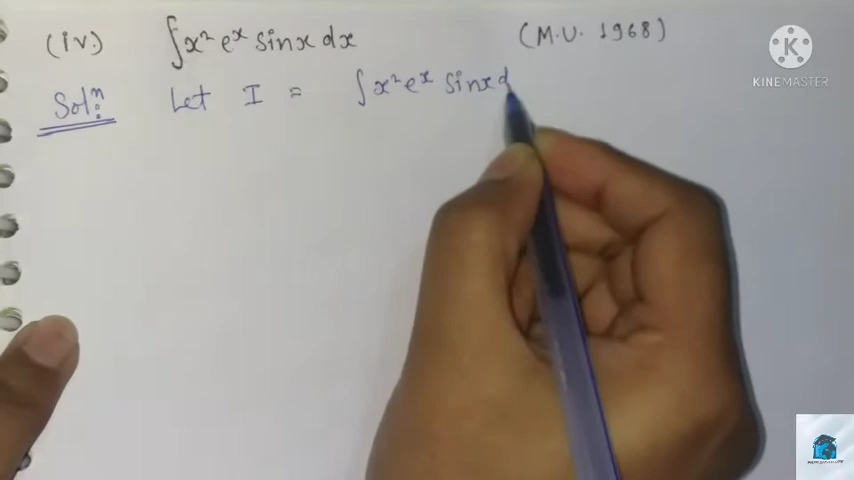 (iv.) ∫x² eˣ sinx dx (M.U. 1968)
Solⁿ: Let I = ∫x² eˣ sinx d
KINEMASTER